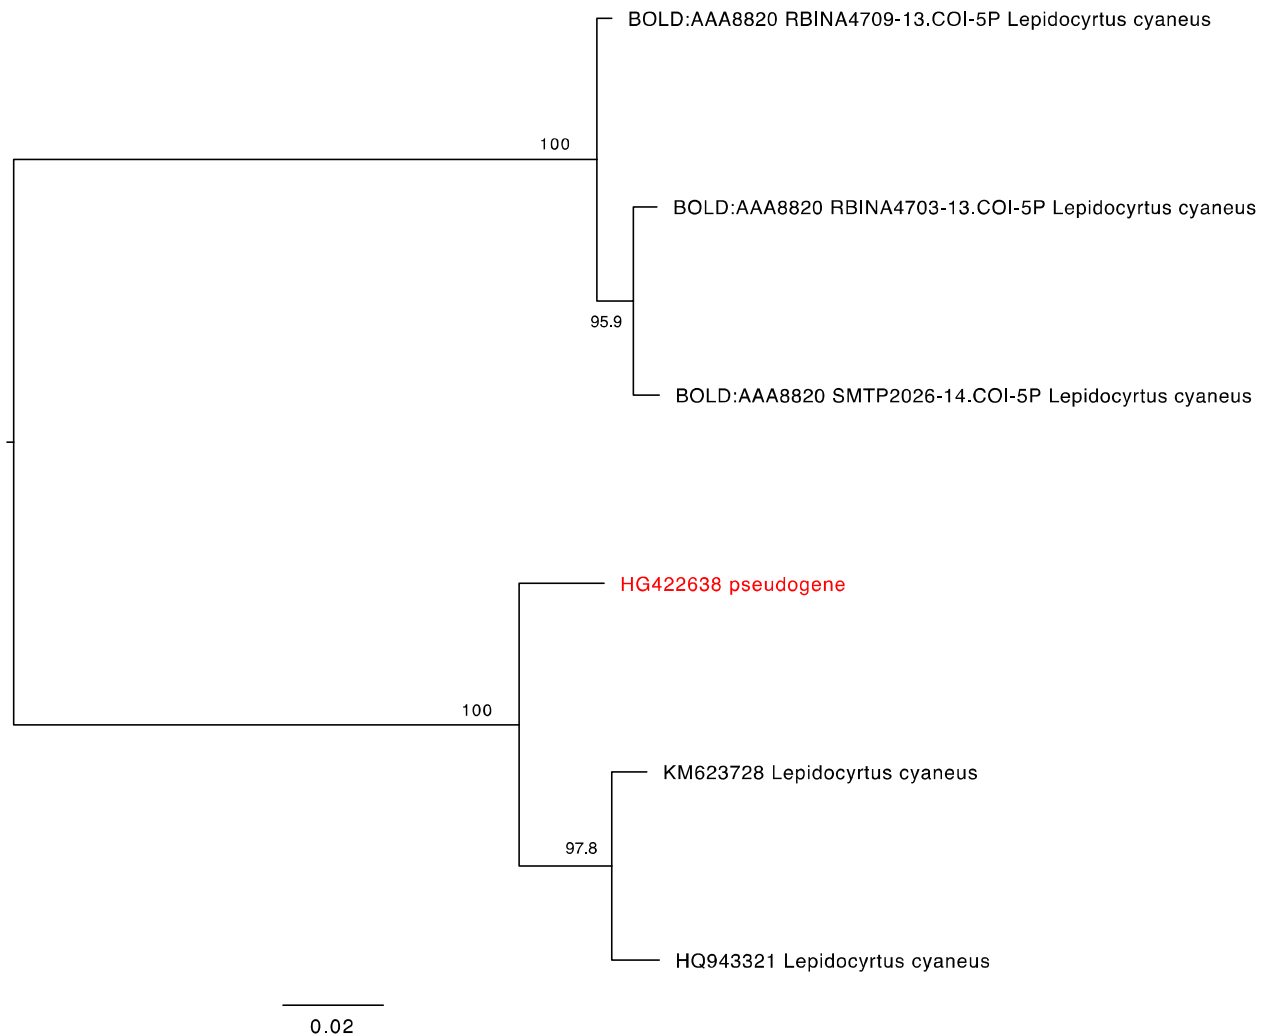 BOLD:AAA8820 RBINA4709-13.COI-5P Lepidocyrtus cyaneus
100
BOLD:AAA8820 RBINA4703-13.COI-5P Lepidocyrtus cyaneus
95.9
BOLD:AAA8820 SMTP2026-14.COI-5P Lepidocyrtus cyaneus
HG422638 pseudogene
100
KM623728 Lepidocyrtus cyaneus
97.8
HQ943321 Lepidocyrtus cyaneus
0.02